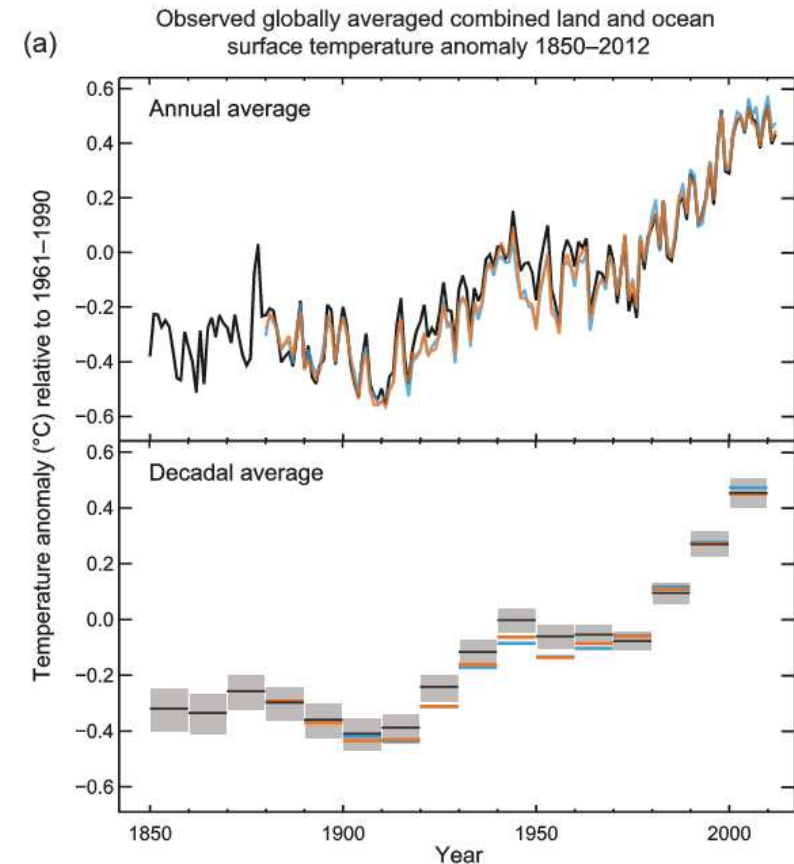 Observed globally averaged combined land and ocean
surface temperature anomaly 1850–2012
(a)
Temperature anomaly (°C) relative to 1961–1990
0.6
Annual average
0.4
0.2
0.0
−0.2
−0.4
−0.6
0.6
Decadal average
0.4
0.2
0.0
−0.2
−0.4
−0.6
1850 1900 1950 2000
Year